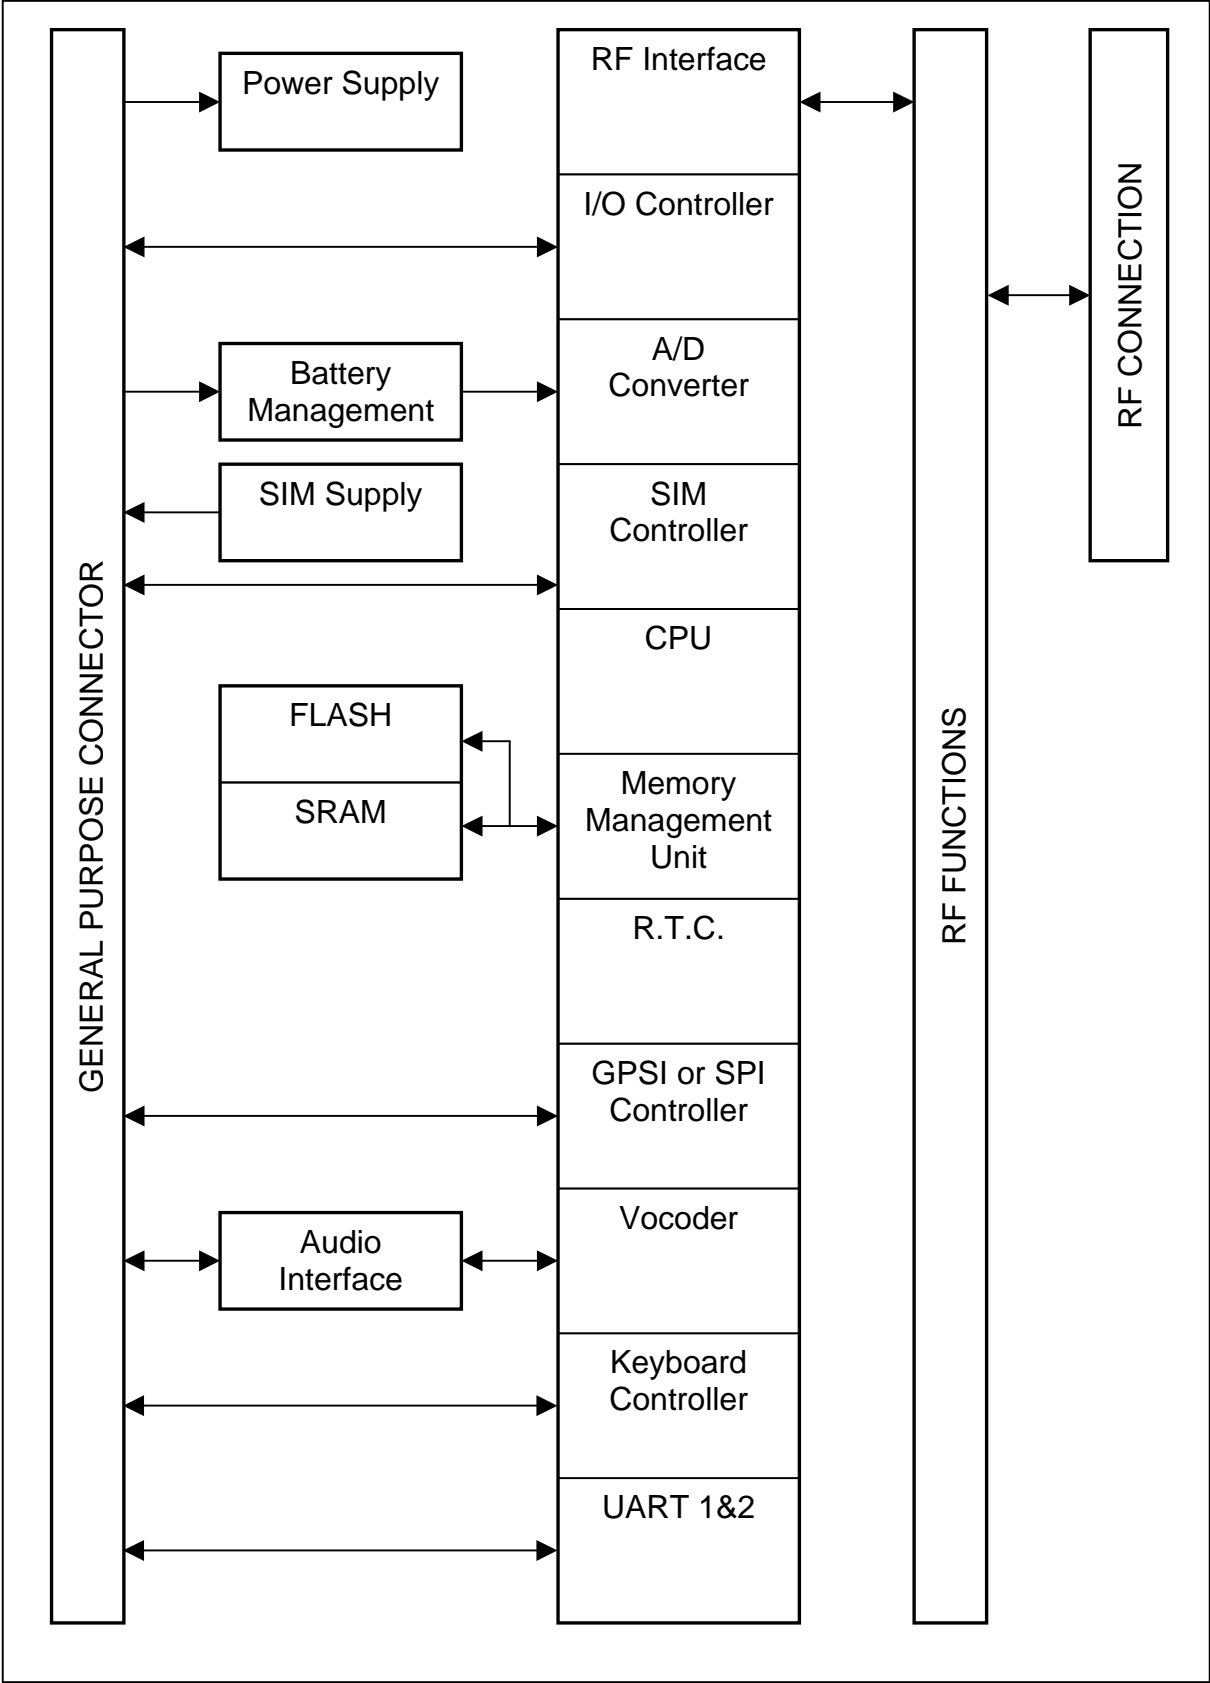 GENERAL PURPOSE CONNECTOR
Power Supply
Battery
Management
SIM Supply
FLASH
SRAM
Audio
Interface
RF Interface
I/O Controller
A/D
Converter
SIM
Controller
CPU
Memory
Management
Unit
R.T.C.
GPSI or SPI
Controller
Vocoder
Keyboard
Controller
UART 1&2
RF FUNCTIONS
RF CONNECTION